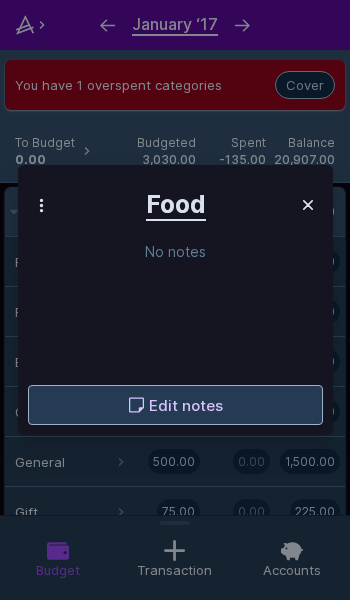 January ‘17
You have 1 overspent categories
Cover
To Budget
0.00
Budgeted
3,030.00
Spent
-135.00
Balance
20,907.00
Food
No notes
Edit notes
General 500.00 0.00 1,500.00
Gift 75.00 0.00 225.00
Budget
Transaction
Accounts